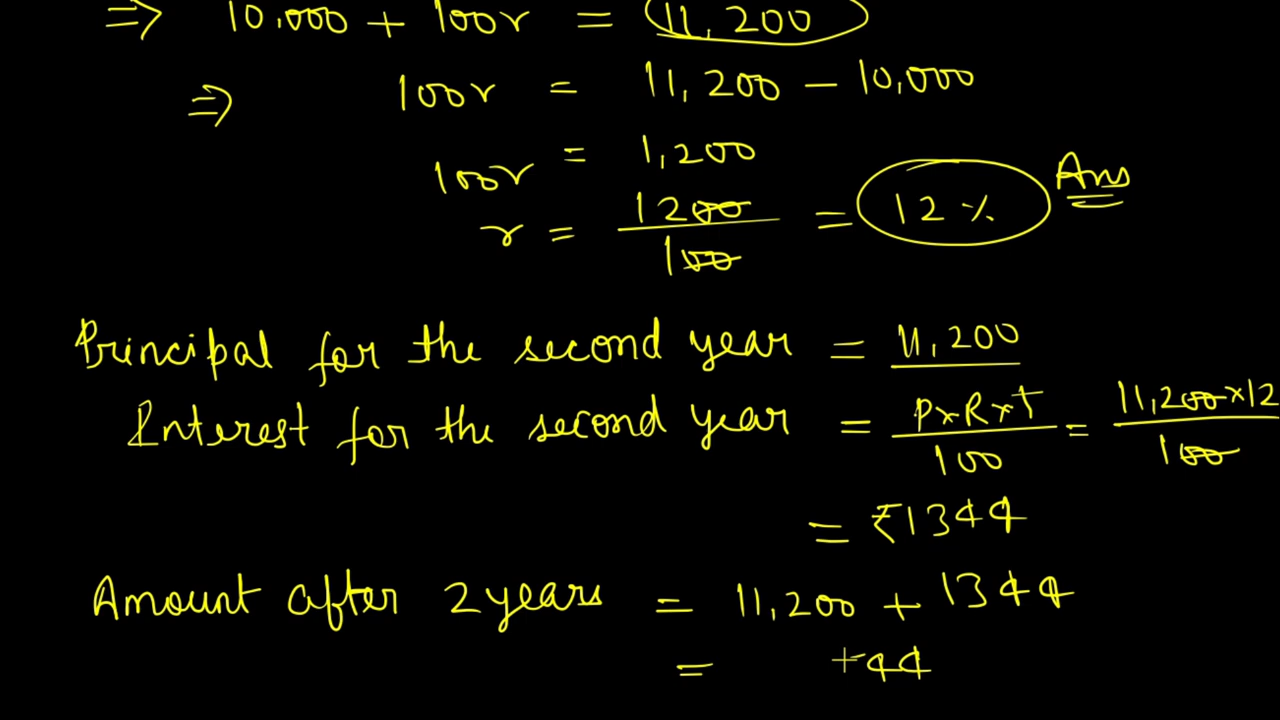 ⇒ 10,000 + 100r = 11,200
⇒ 100r = 11,200 - 10,000
100r = 1,200
r = 1200/100 = 12% Ans
Principal for the second year = 11,200
Interest for the second year = P×R×T/100 = 11,200×12/100
= ₹1344
Amount after 2 years = 11,200 + 1344
= 44